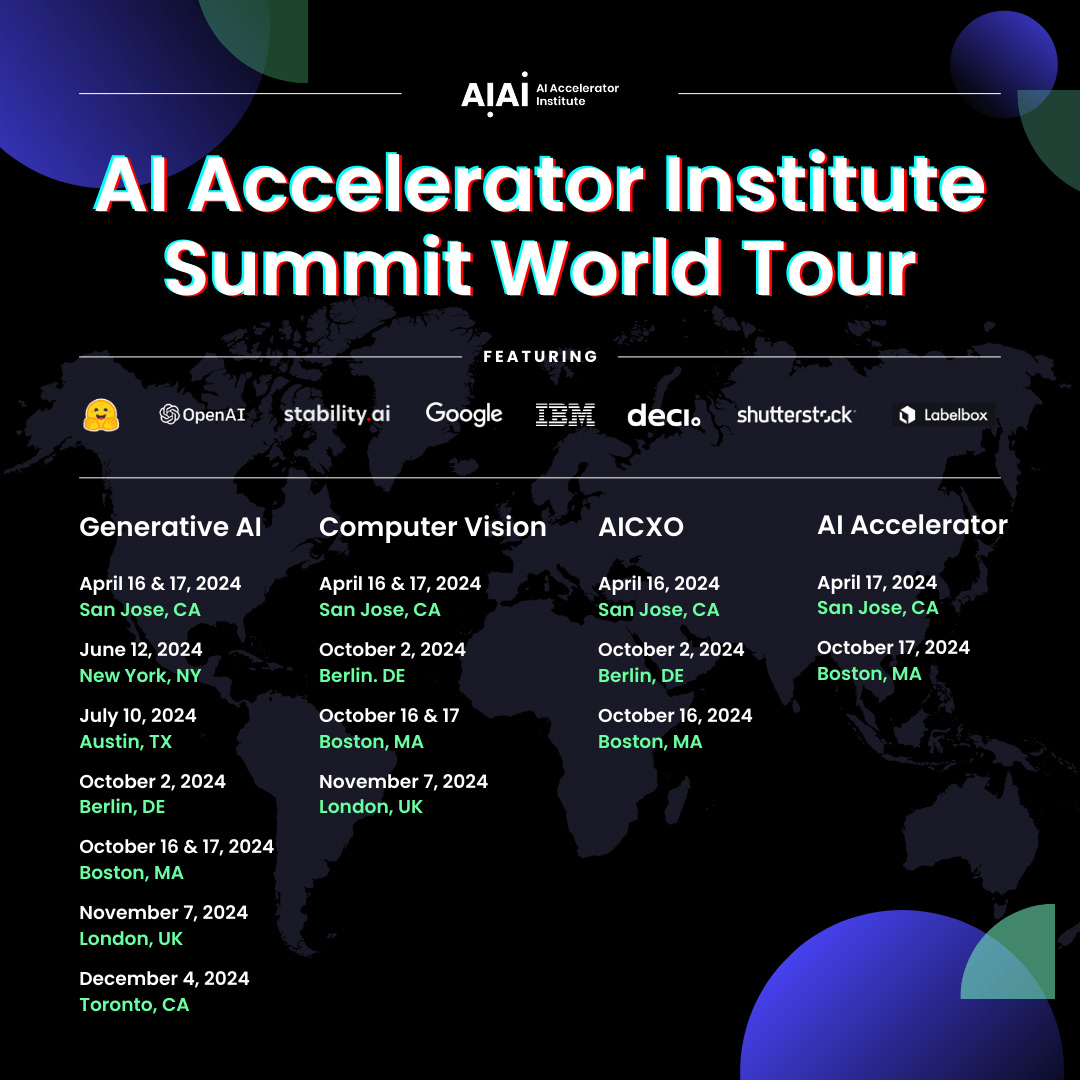 AIAI AI Accelerator
Institute
AI Accelerator Institute
Summit World Tour
FEATURING
OpenAI
stability.ai
Google
IBM
deci.
shutterstock
Labelbox
Generative AI
April 16 & 17, 2024
San Jose, CA
June 12, 2024
New York, NY
July 10, 2024
Austin, TX
October 2, 2024
Berlin, DE
October 16 & 17, 2024
Boston, MA
November 7, 2024
London, UK
December 4, 2024
Toronto, CA
Computer Vision
April 16 & 17, 2024
San Jose, CA
October 2, 2024
Berlin. DE
October 16 & 17
Boston, MA
November 7, 2024
London, UK
AICXO
April 16, 2024
San Jose, CA
October 2, 2024
Berlin, DE
October 16, 2024
Boston, MA
AI Accelerator
April 17, 2024
San Jose, CA
October 17, 2024
Boston, MA